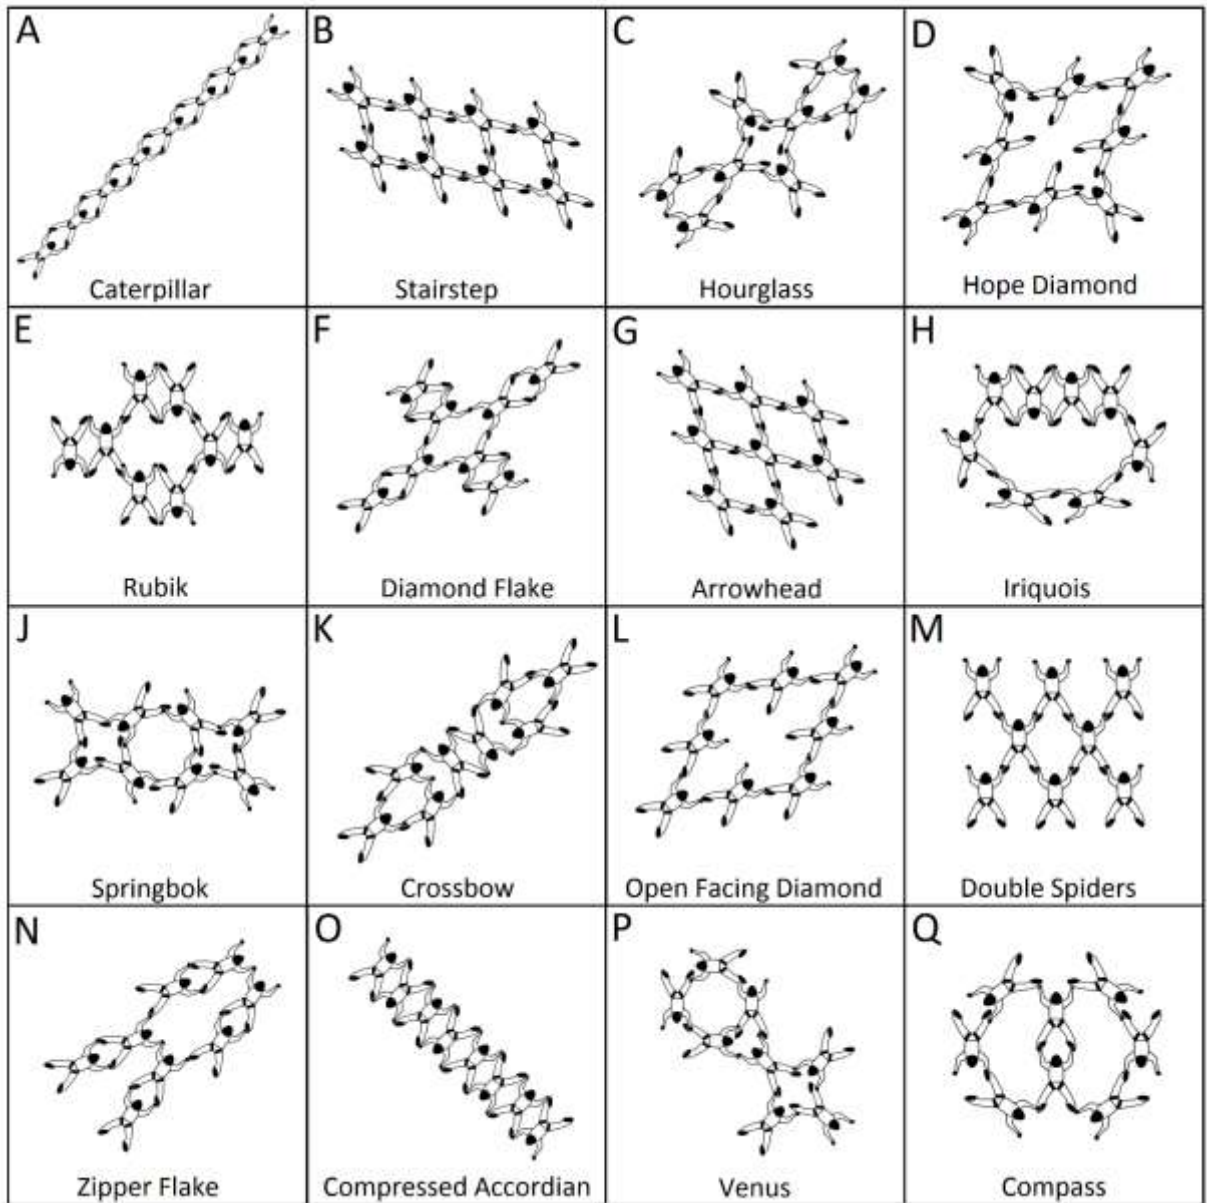 A
Caterpillar
B
Stairstep
C
Hourglass
D
Hope Diamond
E
Rubik
F
Diamond Flake
G
Arrowhead
H
Iriquois
J
Springbok
K
Crossbow
L
Open Facing Diamond
M
Double Spiders
N
Zipper Flake
O
Compressed Accordian
P
Venus
Q
Compass